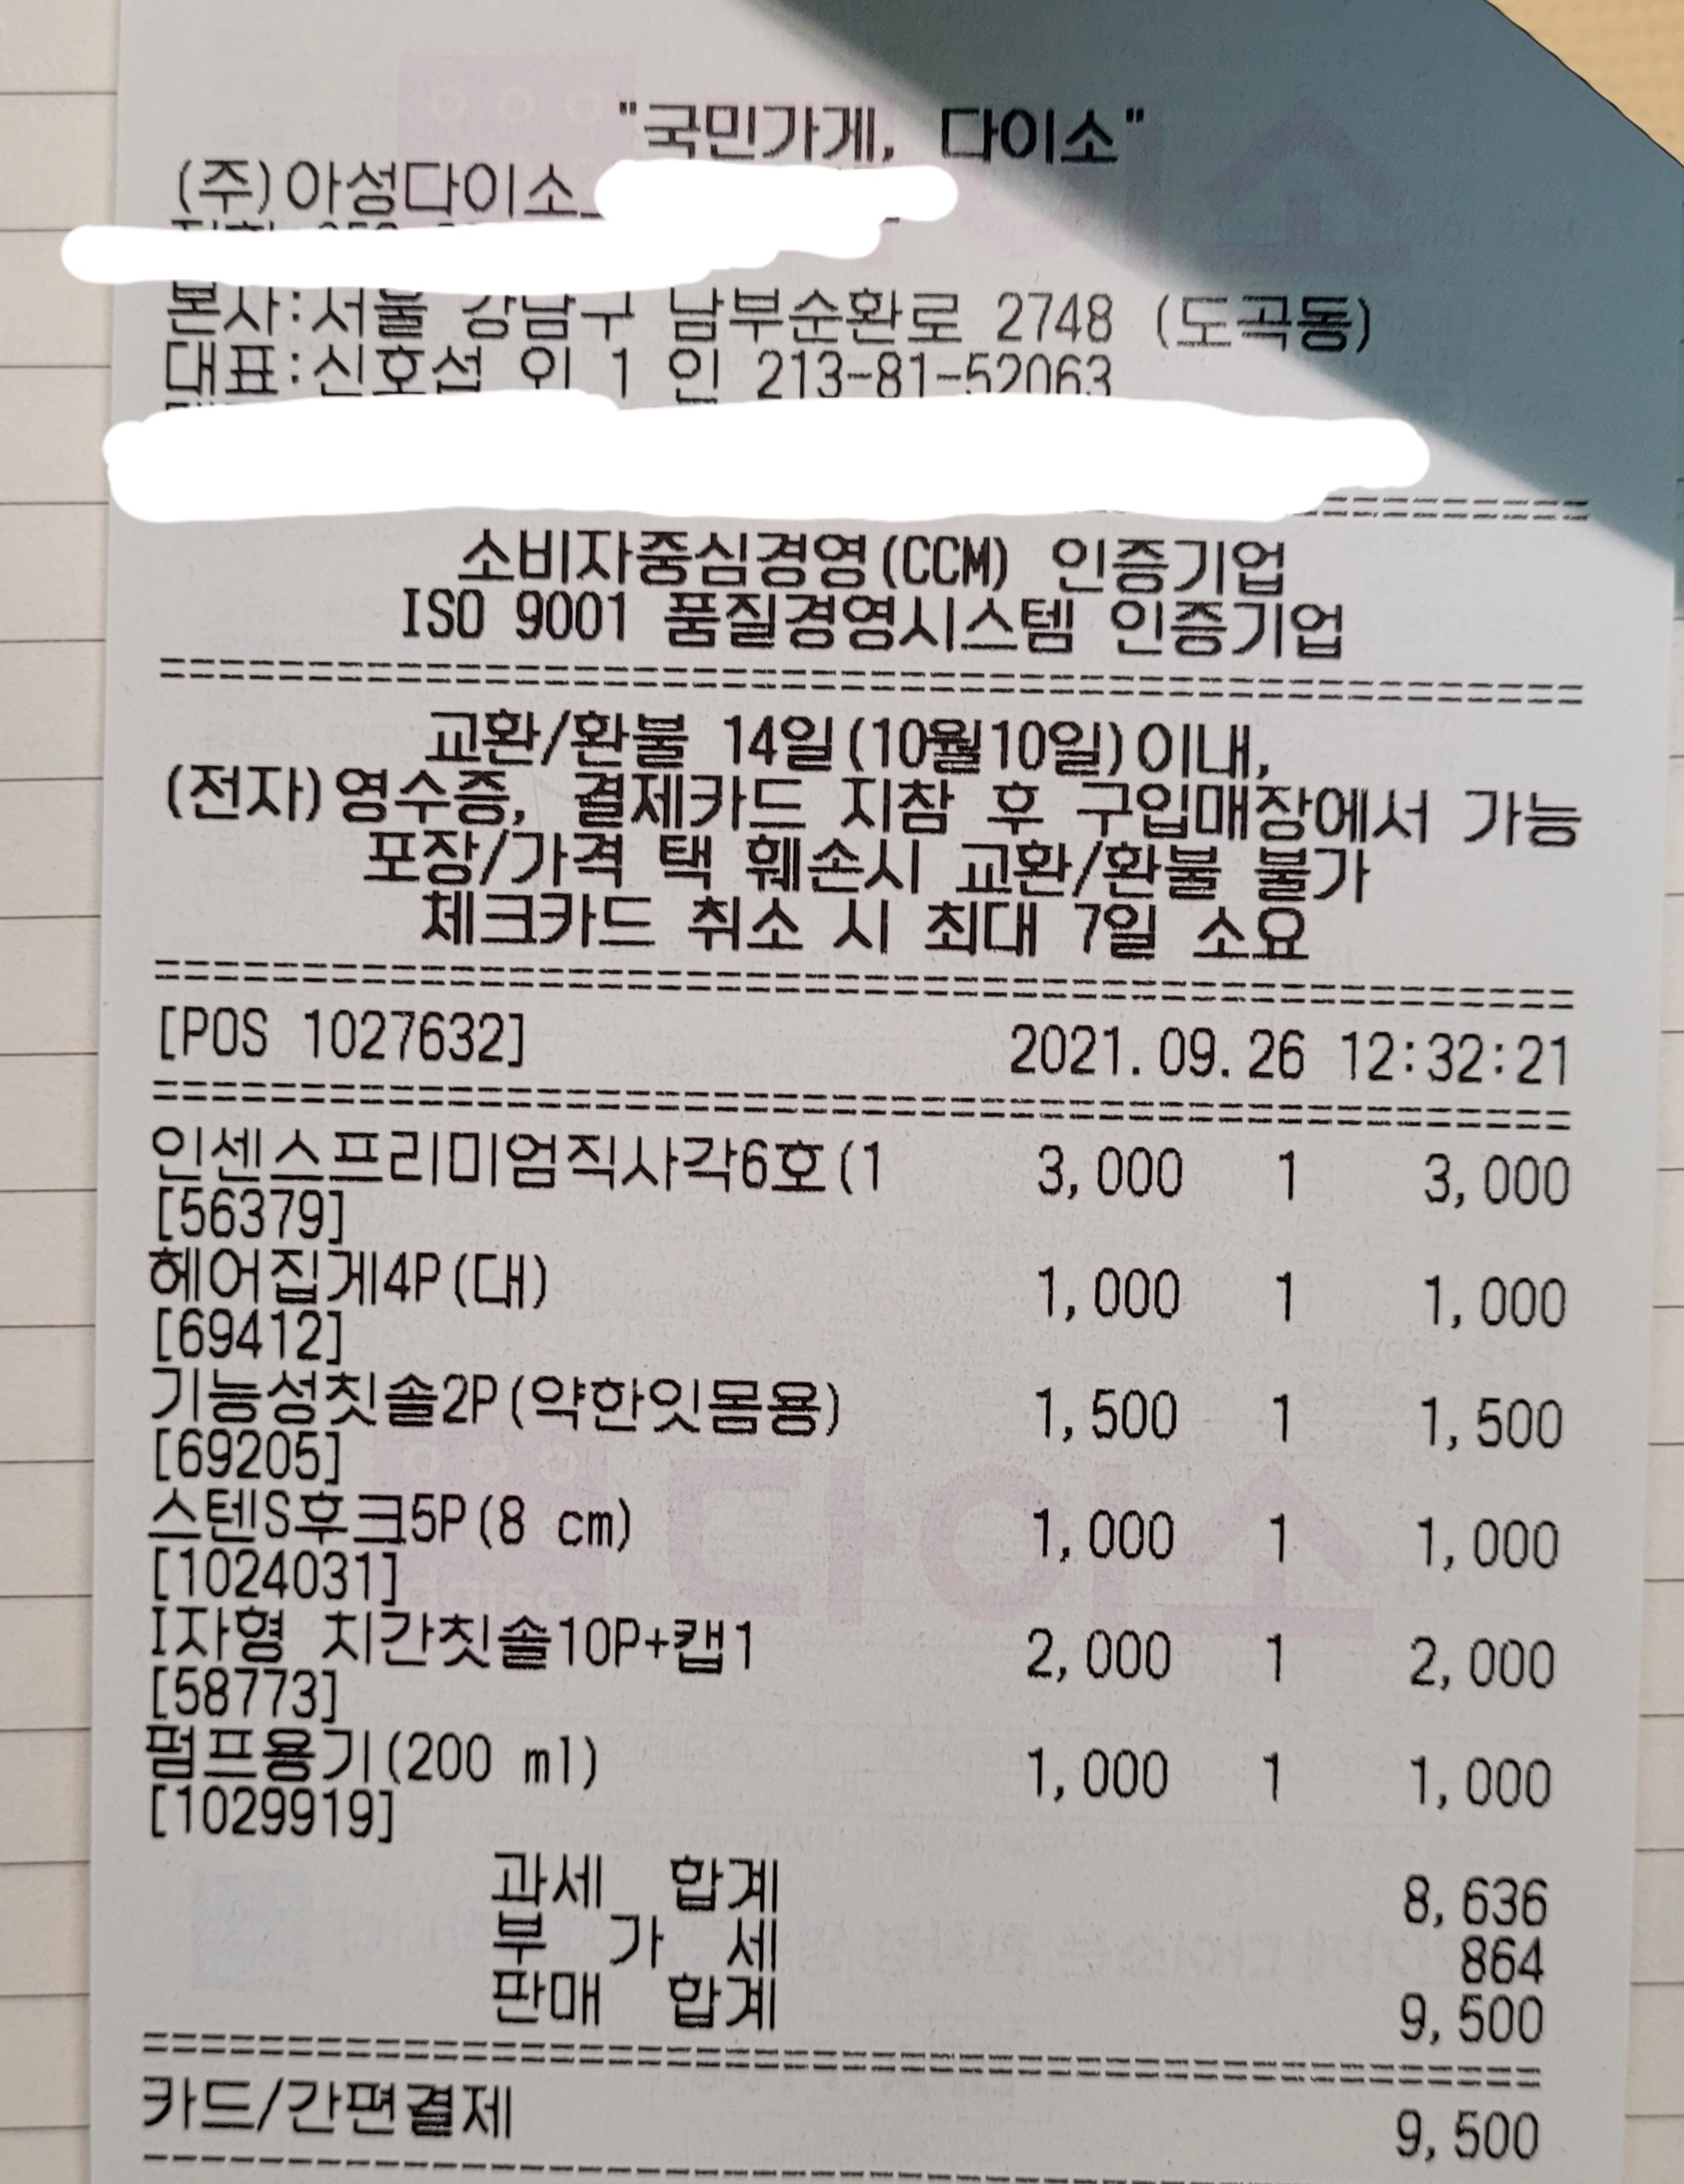 "국민가게, 다이소"
(주)아성다이소_
본사:서울 강남구 남부순환로 2748 (도곡동)
대표:신호섭 외 1 인 213-81-52063
소비자중심경영(CCM) 인증기업
ISO 9001 품질경영시스템 인증기업
교환/환불 14일(10월10일)이내,
(전자)영수증, 결제카드 지참 후 구입매장에서 가능
포장/가격 택 훼손시 교환/환불 불가
체크카드 취소 시 최대 7일 소요
[POS 1027632] 2021.09.26 12:32:21
인센스프리미엄직사각6호(1 3,000 1 3,000
[56379]
헤어집게4P(대) 1,000 1 1,000
[69412]
기능성칫솔2P(약한잇몸용) 1,500 1 1,500
[69205]
스텐S후크5P(8 cm) 1,000 1 1,000
[1024031]
I자형 치간칫솔10P+캡1 2,000 1 2,000
[58773]
펌프용기(200 ml) 1,000 1 1,000
[1029919]
과세 합계 8,636
부 가 세 864
판매 합계 9,500
카드/간편결제 9,500